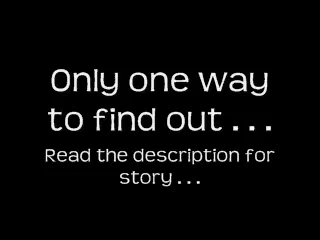 Only one way
to find out ...
Read the description for
story ...